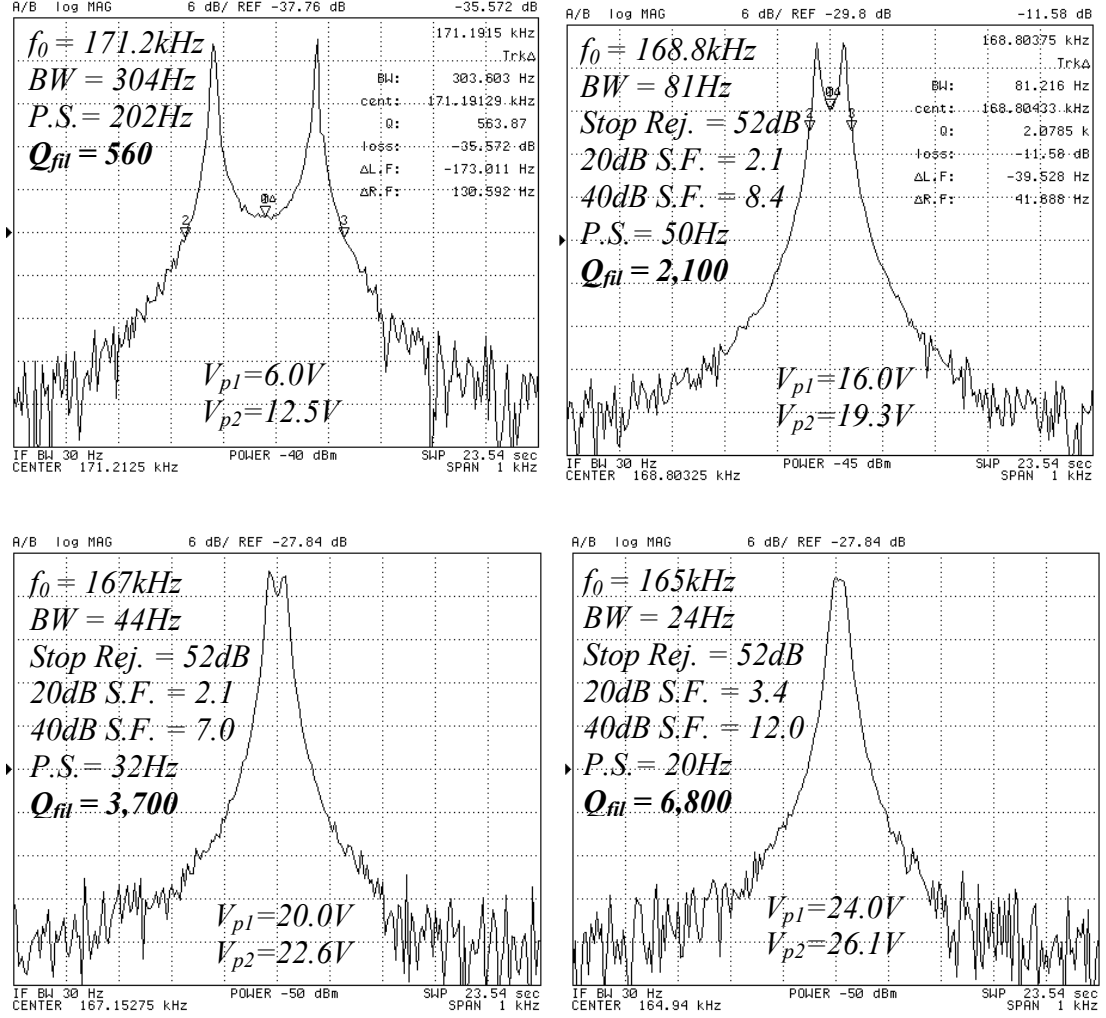 A/B log MAG 6 dB/ REF -37.76 dB -35.572 dB
171.1915 kHz
TrkΔ
BW: 303.603 Hz
cent: 171.19129 kHz
Q: 563.87
loss: -35.572 dB
ΔL.F: -173.011 Hz
ΔR.F: 130.592 Hz
f0 = 171.2kHz
BW = 304Hz
P.S. = 202Hz
Qfil = 560
2
3
Vp1=6.0V
Vp2=12.5V
IF BW 30 Hz POWER -40 dBm SWP 23.54 sec
CENTER 171.2125 kHz SPAN 1 kHz
A/B log MAG 6 dB/ REF -29.8 dB -11.58 dB
168.80375 kHz
TrkΔ
BW: 81.216 Hz
cent: 168.80433 kHz
Q: 2.0785 k
loss: -11.58 dB
ΔL.F: -39.528 Hz
ΔR.F: 41.688 Hz
f0 = 168.8kHz
BW = 81Hz
Stop Rej. = 52dB
20dB S.F. = 2.1
40dB S.F. = 8.4
P.S.= 50Hz
Qfil = 2,100
2
3
Vp1=16.0V
Vp2=19.3V
IF BW 30 Hz POWER -45 dBm SWP 23.54 sec
CENTER 168.80325 kHz SPAN 1 kHz
A/B log MAG 6 dB/ REF -27.84 dB
f0 = 167kHz
BW = 44Hz
Stop Rej. = 52dB
20dB S.F. = 2.1
40dB S.F. = 7.0
P.S.= 32Hz
Qfil = 3,700
Vp1=20.0V
Vp2=22.6V
IF BW 30 Hz POWER -50 dBm SWP 23.54 sec
CENTER 167.15275 kHz SPAN 1 kHz
A/B log MAG 6 dB/ REF -27.84 dB
f0 = 165kHz
BW = 24Hz
Stop Rej. = 52dB
20dB S.F. = 3.4
40dB S.F. = 12.0
P.S.= 20Hz
Qfil = 6,800
Vp1=24.0V
Vp2=26.1V
IF BW 30 Hz POWER -50 dBm SWP 23.54 sec
CENTER 164.94 kHz SPAN 1 kHz